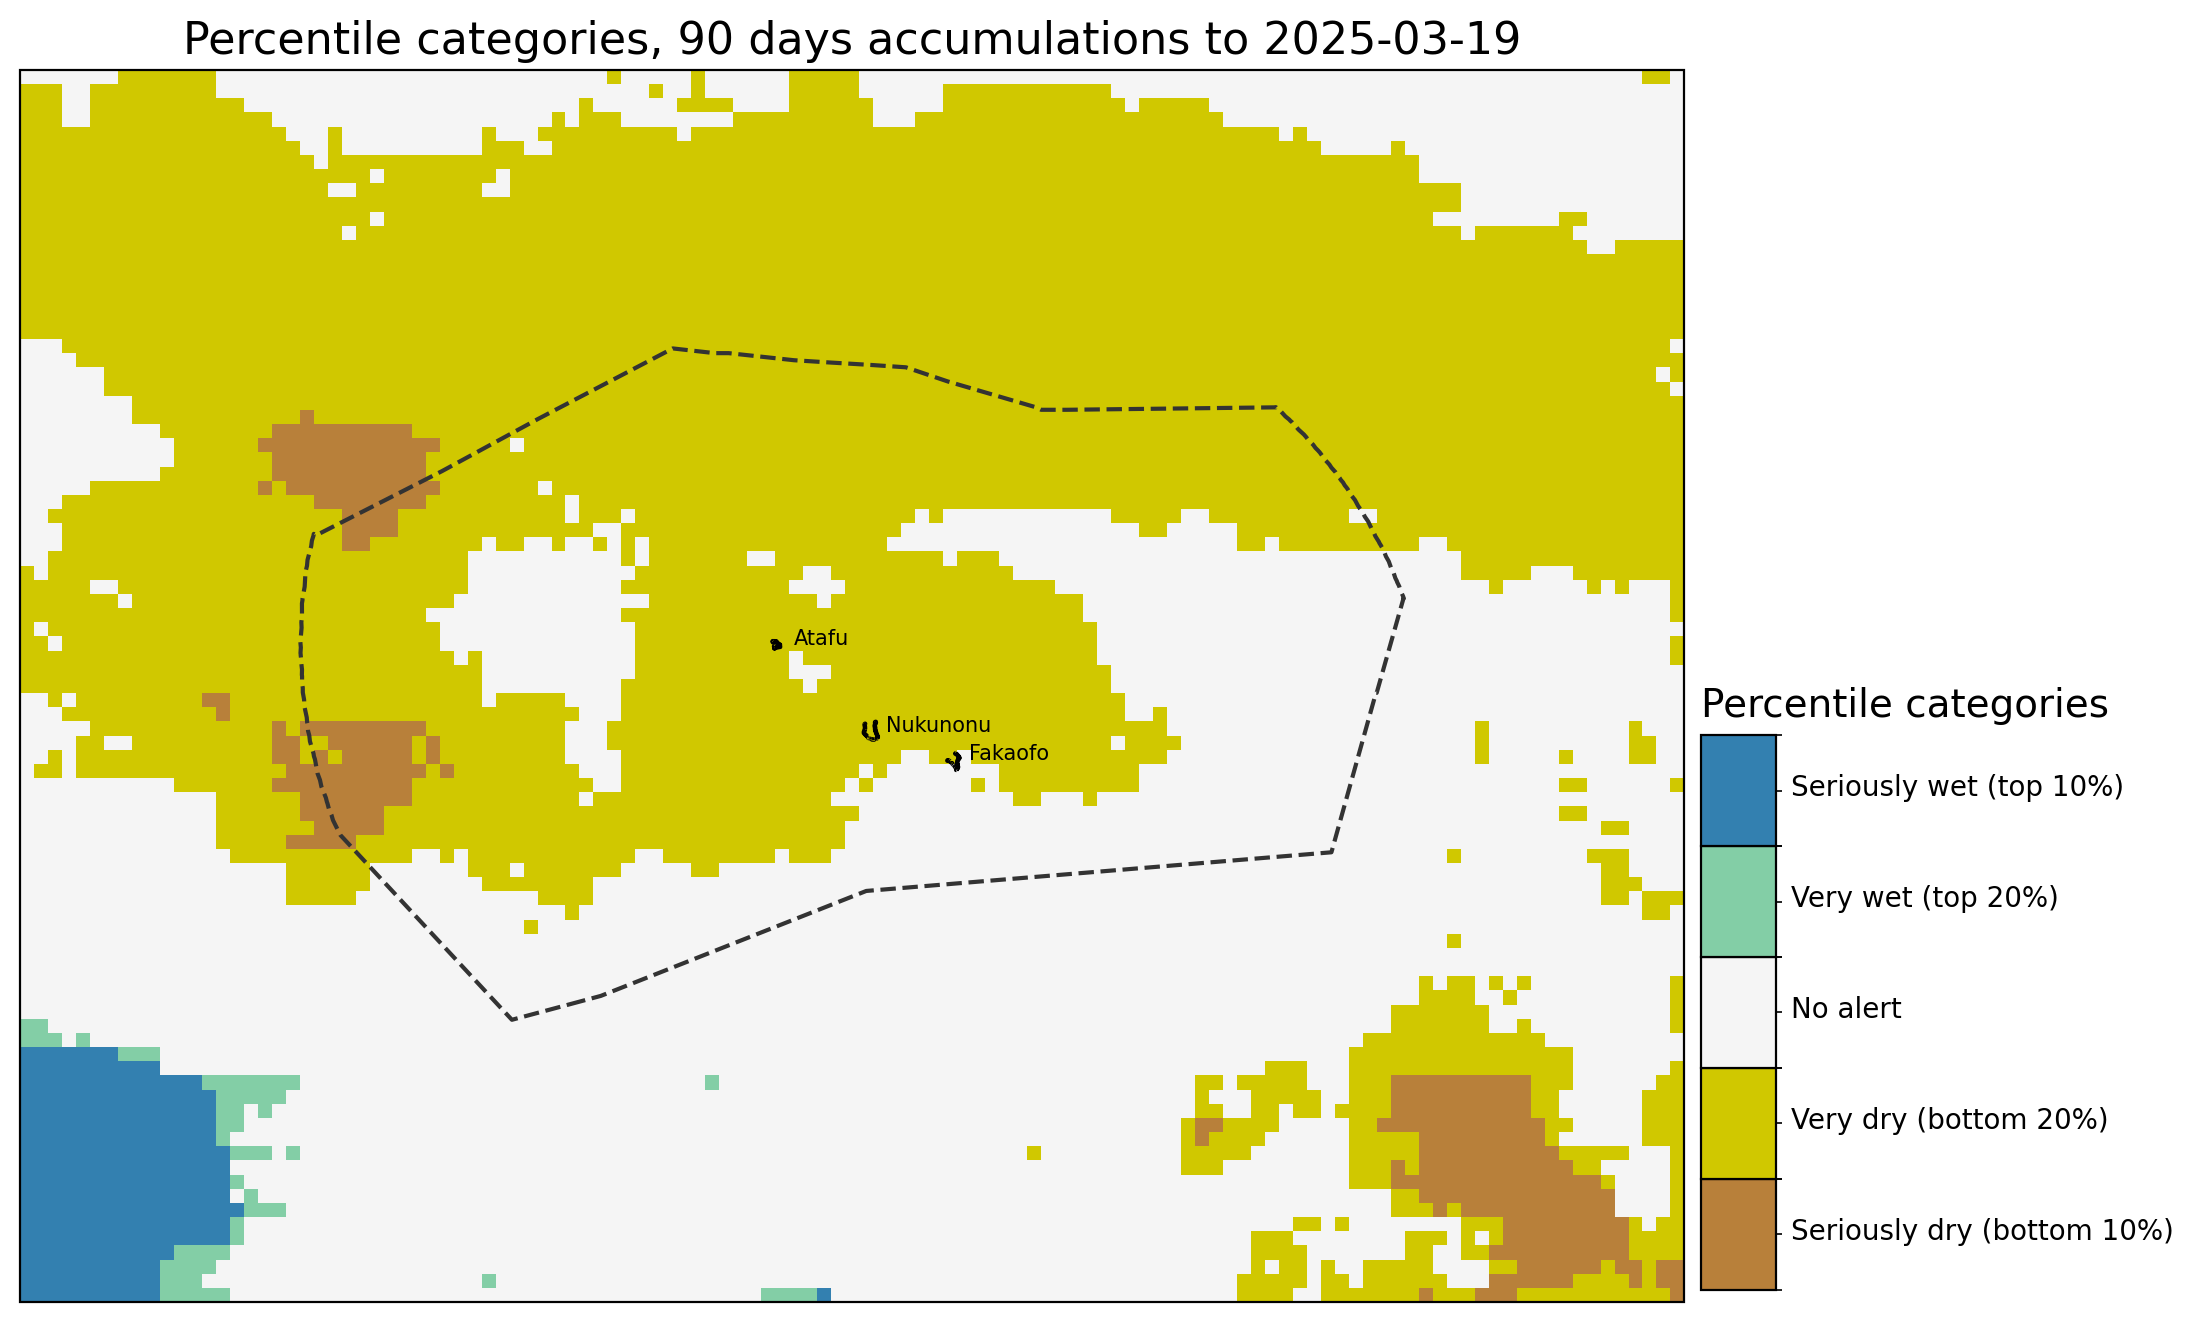 Percentile categories, 90 days accumulations to 2025-03-19
Atafu
Nukunonu
Fakaofo
Percentile categories
Seriously wet (top 10%)
Very wet (top 20%)
No alert
Very dry (bottom 20%)
Seriously dry (bottom 10%)